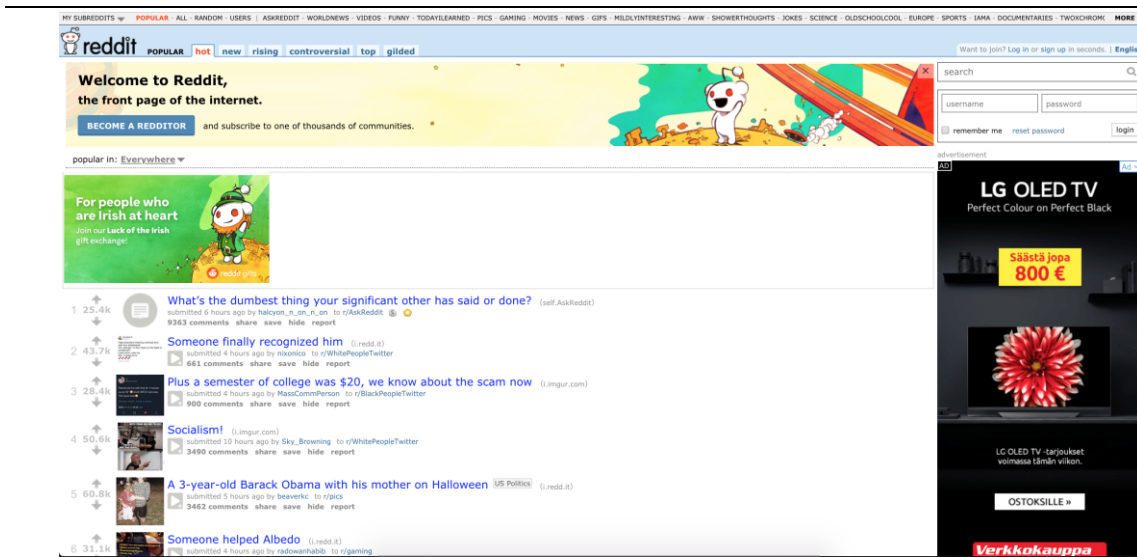 MY SUBREDDITS POPULAR - ALL - RANDOM - USERS | ASKREDDIT - WORLDNEWS - VIDEOS - FUNNY - TODAYILEARNED - PICS - GAMING - MOVIES - NEWS - GIFS - MILDLYINTERESTING - AWW - SHOWERTHOUGHTS - JOKES - SCIENCE - OLDSCHOOLCOOL - EUROPE - SPORTS - IAMA - DOCUMENTARIES - TWOXCHROM MORE
reddit POPULAR hot new rising controversial top gilded
Want to join? Log in or sign up in seconds. | Englis
Welcome to Reddit,
the front page of the internet.
BECOME A REDDITOR and subscribe to one of thousands of communities.
search
username password
remember me reset password login
popular in: Everywhere
For people who
are Irish at heart
Join our Luck of the Irish
gift exchange!
reddit gifts
1 25.4k What's the dumbest thing your significant other has said or done? (self.AskReddit)
submitted 6 hours ago by halcyon_n_on_n_on to r/AskReddit
9363 comments share save hide report
2 43.7k Someone finally recognized him (i.redd.it)
submitted 4 hours ago by nixonico to r/WhitePeopleTwitter
661 comments share save hide report
3 28.4k Plus a semester of college was $20, we know about the scam now (i.imgur.com)
submitted 4 hours ago by MassCommPerson to r/BlackPeopleTwitter
900 comments share save hide report
4 50.6k Socialism! (i.imgur.com)
submitted 10 hours ago by Sky_Browning to r/WhitePeopleTwitter
3490 comments share save hide report
5 60.8k A 3-year-old Barack Obama with his mother on Halloween US Politics (i.redd.it)
submitted 5 hours ago by beaverkc to r/pics
3462 comments share save hide report
6 31.1k Someone helped Albedo (i.redd.it)
submitted 4 hours ago by radowanhabib to r/gaming
advertisement
AD Ad
LG OLED TV
Perfect Colour on Perfect Black
Säästä jopa
800 €
LG OLED TV -tarjoukset
voimassa tämän viikon.
OSTOKSILLE »
Verkkokauppa